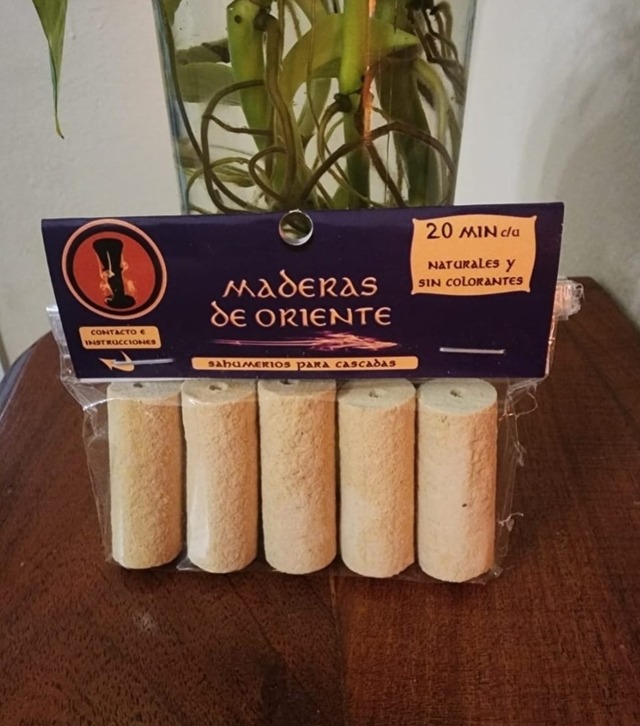 20 MIN c/u
NATURALES y
SIN COLORANTES
MADERAS
DE ORIENTE
CONTACTO E
INSTRUCCIONES
SAHUMERIOS PARA CASCADAS